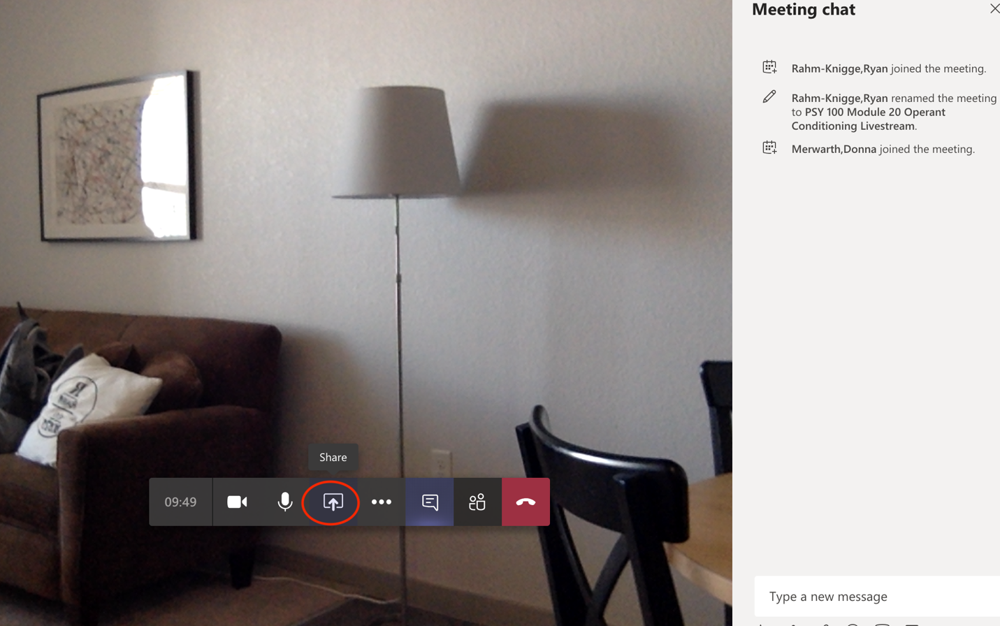 Meeting chat
Rahm-Knigge,Ryan joined the meeting.
Rahm-Knigge,Ryan renamed the meeting
to PSY 100 Module 20 Operant
Conditioning Livestream.
Merwarth,Donna joined the meeting.
Share
09:49
Type a new message